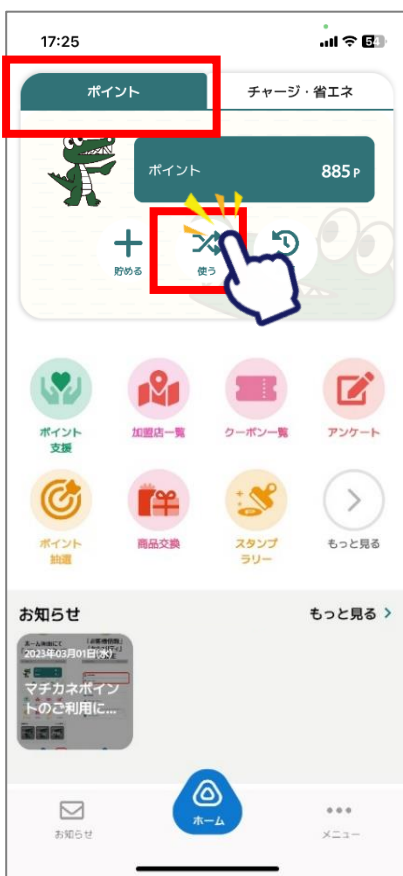 17:25
54
ポイント
チャージ・省エネ
ポイント
885 P
貯める
使う
ポイント
支援
加盟店一覧
クーポン一覧
アンケート
ポイント
抽選
商品交換
スタンプ
ラリー
もっと見る
お知らせ
もっと見る
2023年03月01日(水)
マチカネポイン
トのご利用に...
お知らせ
ホーム
メニュー